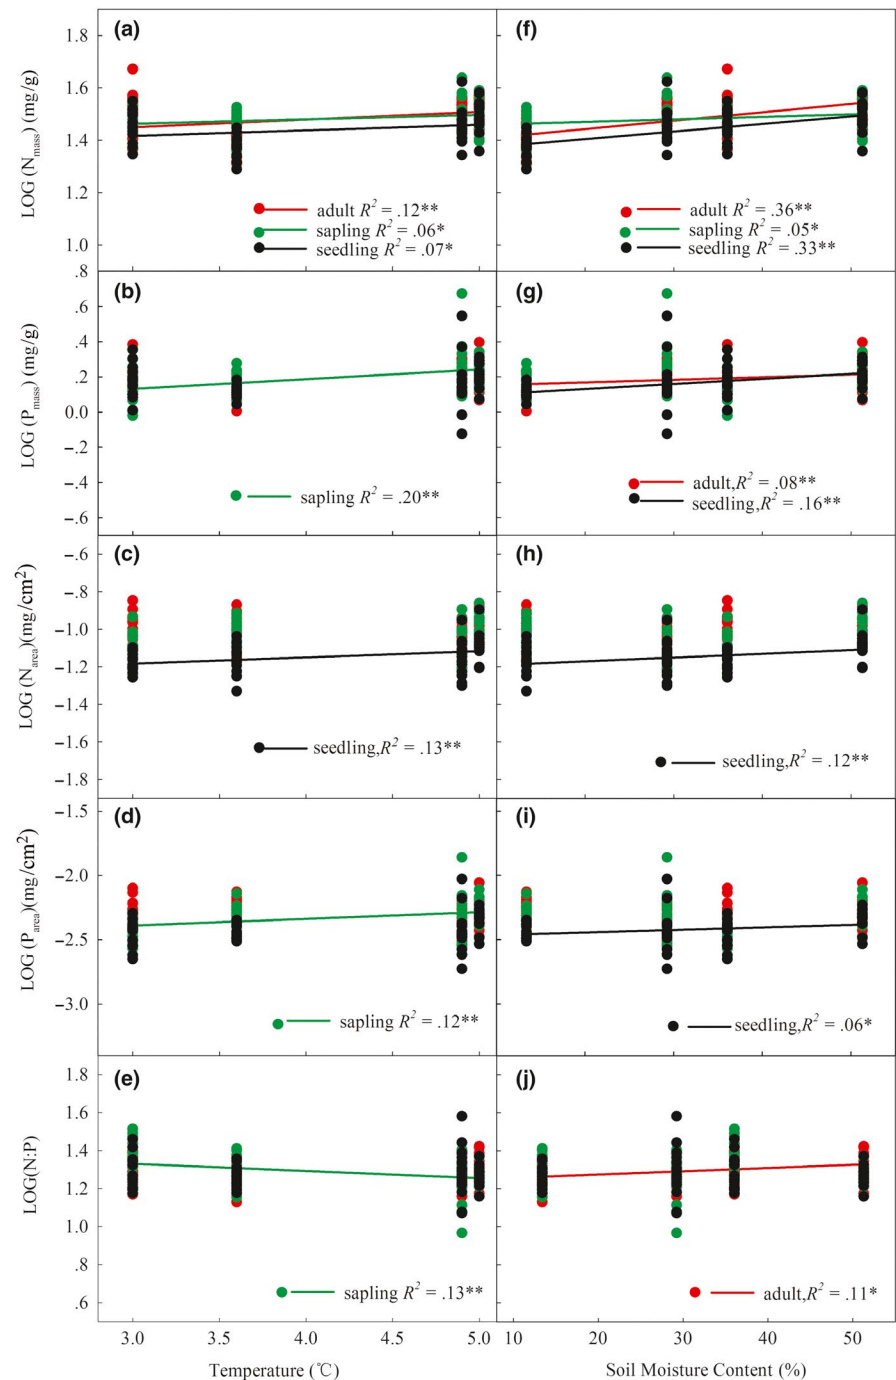 (a)
(f)
1.8
1.6
1.4
1.2
1.0
.8
LOG (Nmass) (mg/g)
adult R2 = .12**
sapling R2 = .06*
seedling R2 = .07*
adult R2 = .36**
sapling R2 = .05*
seedling R2 = .33**
(b)
(g)
.6
.4
.2
0.0
−.2
−.4
−.6
LOG (Pmass) (mg/g)
sapling R2 = .20**
adult,R2 = .08**
seedling,R2 = .16**
(c)
(h)
−.6
−.8
−1.0
−1.2
−1.4
−1.6
−1.8
LOG (Narea)(mg/cm2)
seedling,R2 = .13**
seedling,R2 = .12**
(d)
(i)
−1.5
−2.0
−2.5
−3.0
LOG (Parea)(mg/cm2)
sapling R2 = .12**
seedling,R2 = .06*
(e)
(j)
1.8
1.6
1.4
1.2
1.0
.8
.6
LOG(N:P)
sapling R2 = .13**
adult,R2 = .11*
3.0 3.5 4.0 4.5 5.0
10 20 30 40 50
Temperature (℃)
Soil Moisture Content (%)